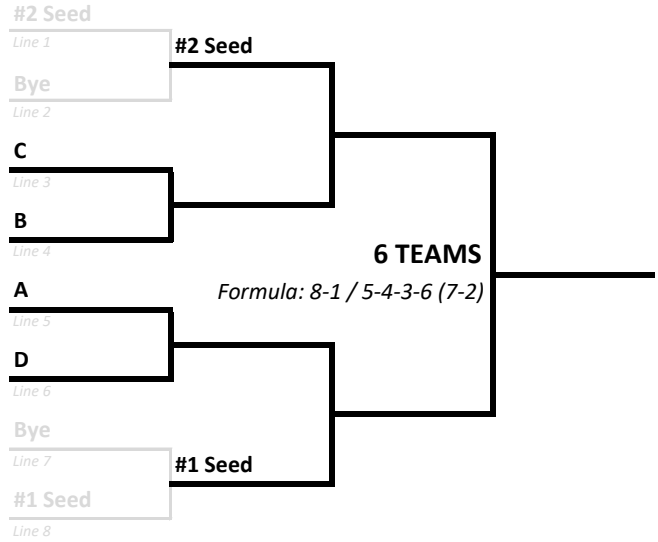 #2 Seed
Line 1
#2 Seed
Bye
Line 2
C
Line 3
B
Line 4
6 TEAMS
A
Formula: 8-1 / 5-4-3-6 (7-2)
Line 5
D
Line 6
Bye
Line 7
#1 Seed
#1 Seed
Line 8